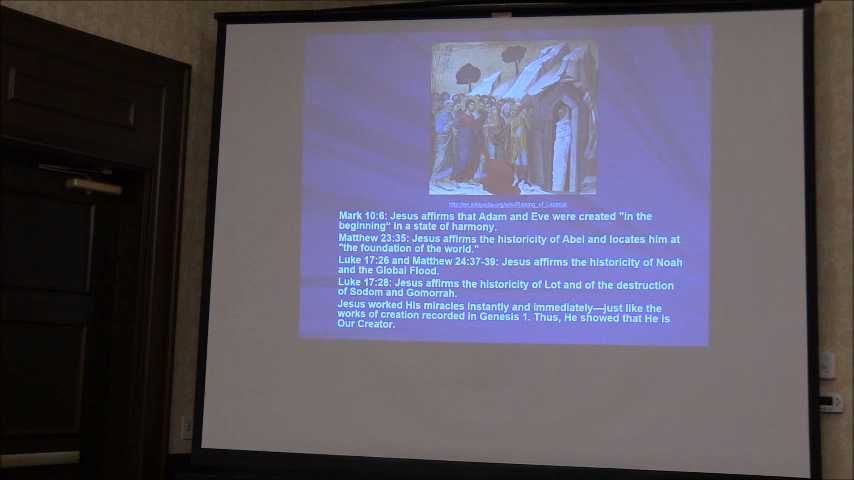 http://en.wikipedia.org/wiki/Raising_of_Lazarus
Mark 10:6: Jesus affirms that Adam and Eve were created "in the
beginning" in a state of harmony.
Matthew 23:35: Jesus affirms the historicity of Abel and locates him at
"the foundation of the world."
Luke 17:26 and Matthew 24:37-39: Jesus affirms the historicity of Noah
and the Global Flood.
Luke 17:28: Jesus affirms the historicity of Lot and of the destruction
of Sodom and Gomorrah.
Jesus worked His miracles instantly and immediately—just like the
works of creation recorded in Genesis 1. Thus, He showed that He is
Our Creator.